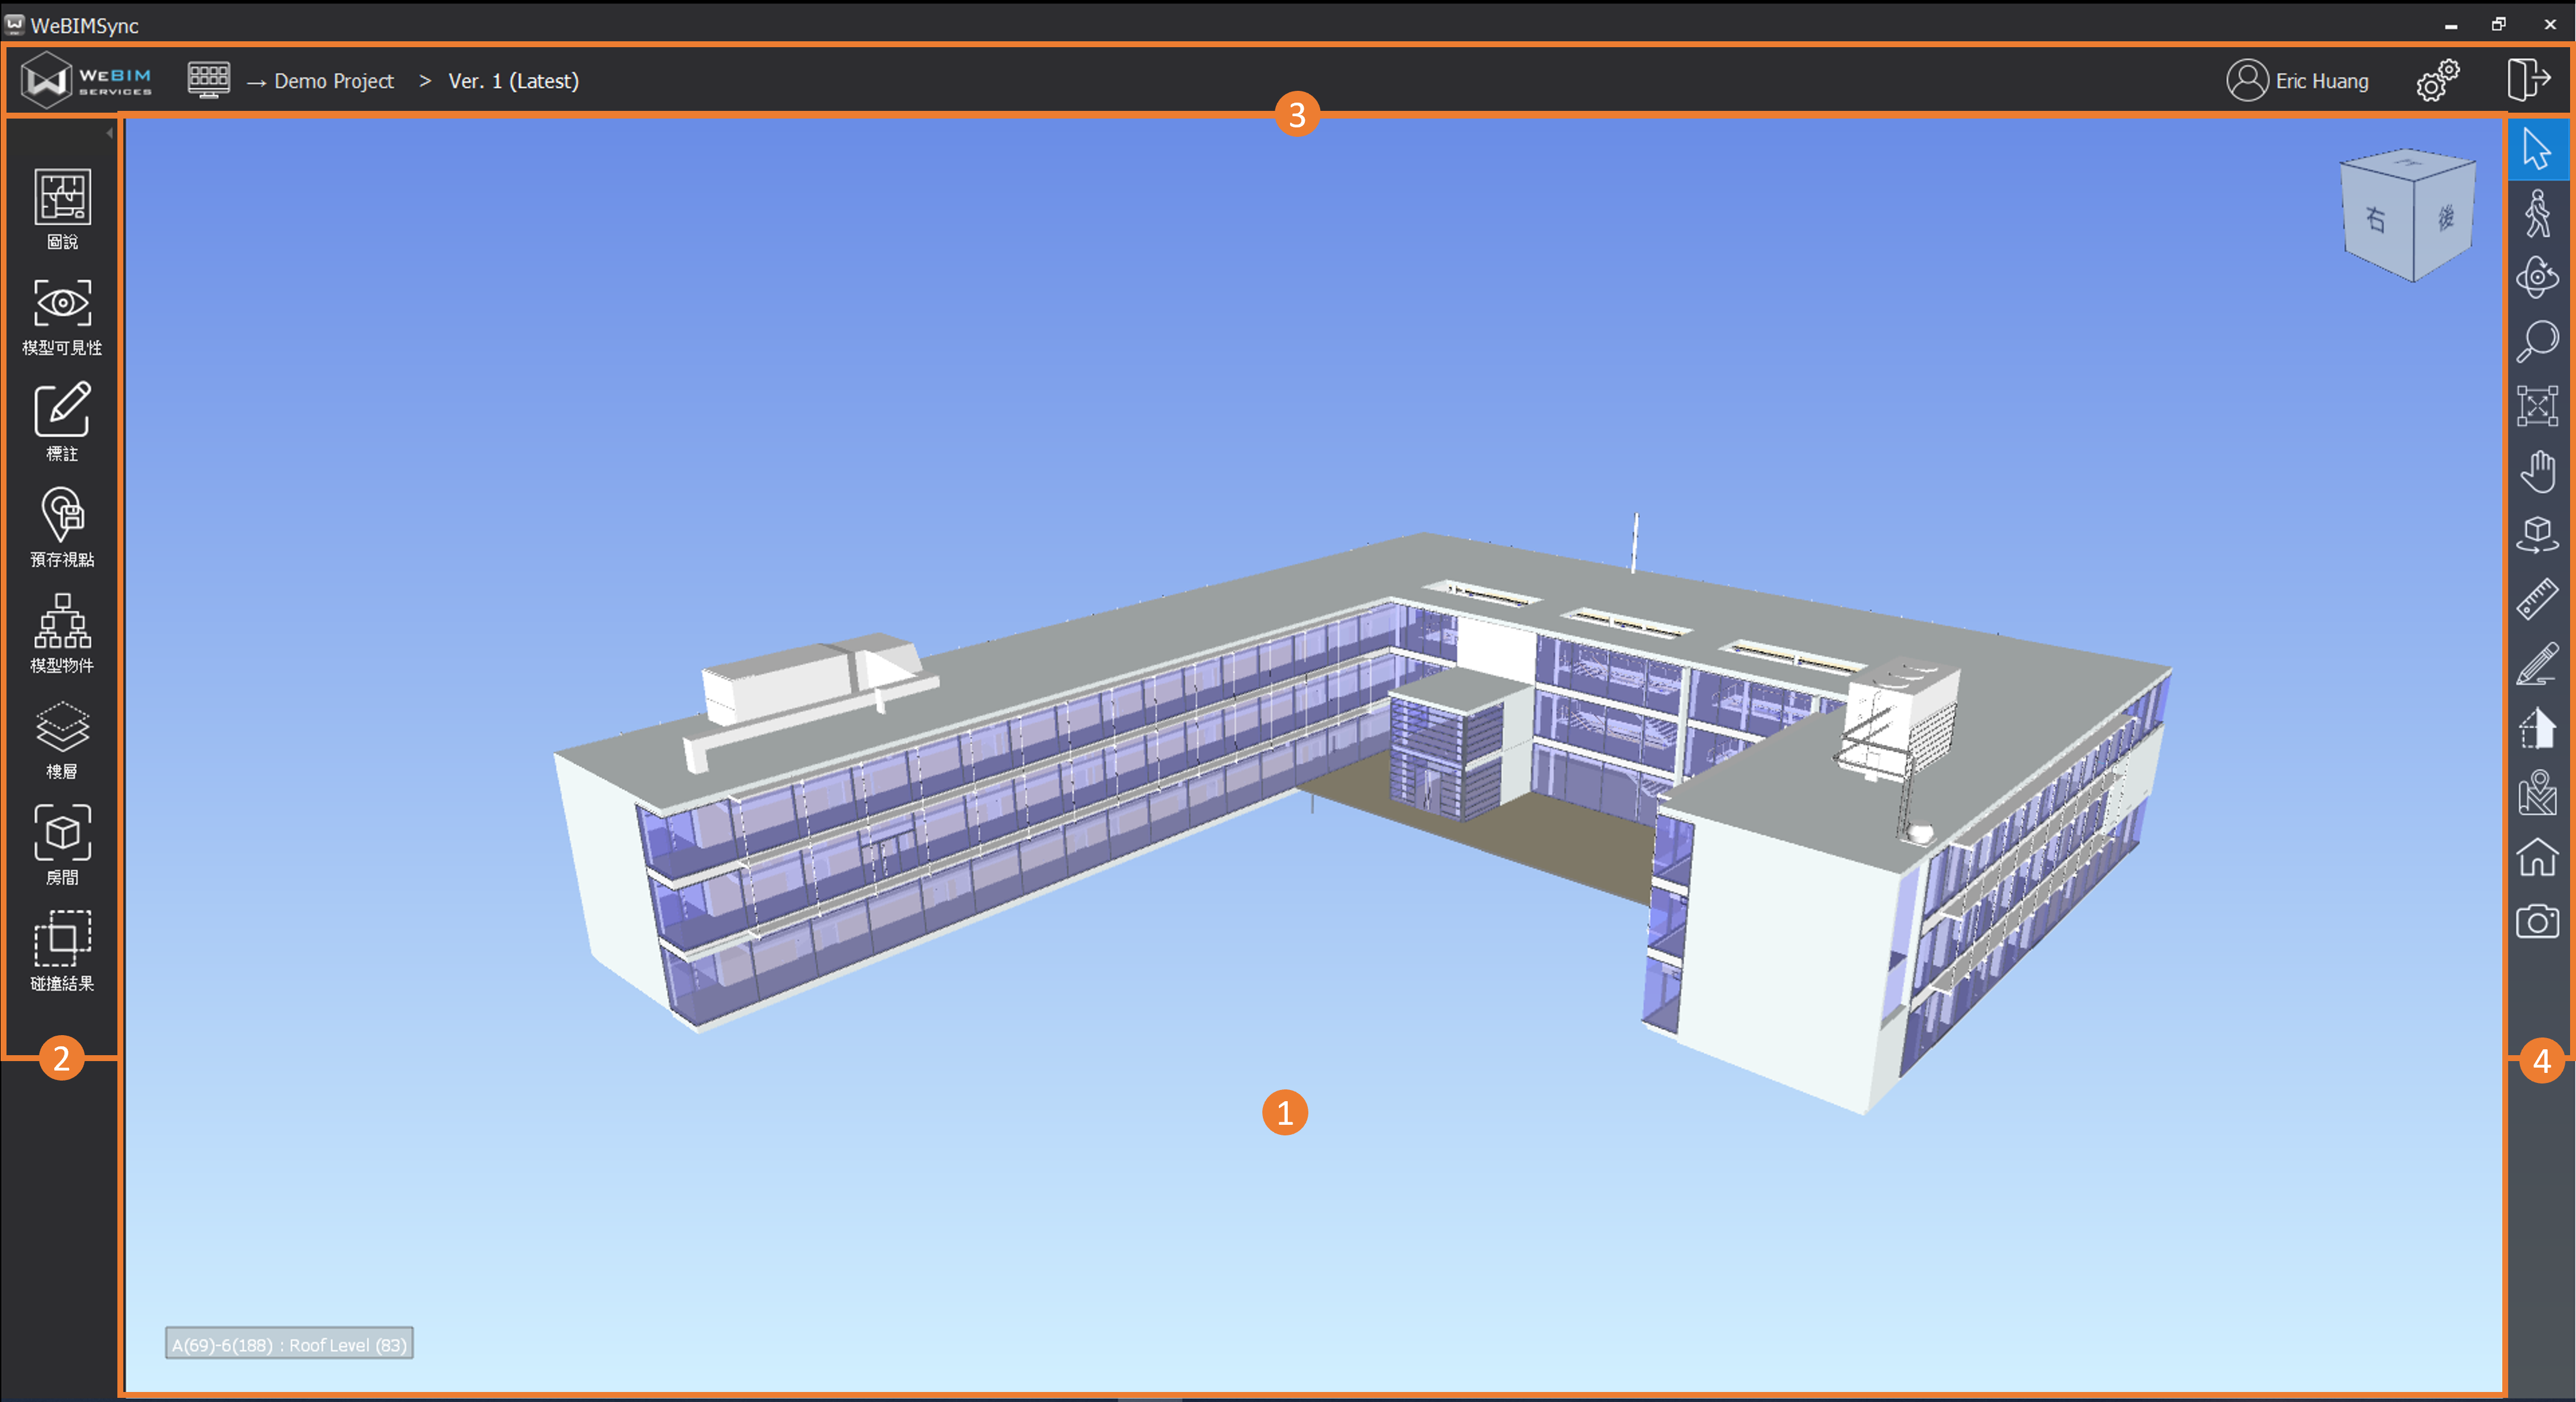 WeBIMSync
WEBIM
SERVICES
→ Demo Project > Ver. 1 (Latest)
Eric Huang
3
圖說
模型可見性
標註
預存視點
模型物件
樓層
房間
碰撞結果
2
上
右
後
1
4
A(69)-6(188) : Roof Level (83)